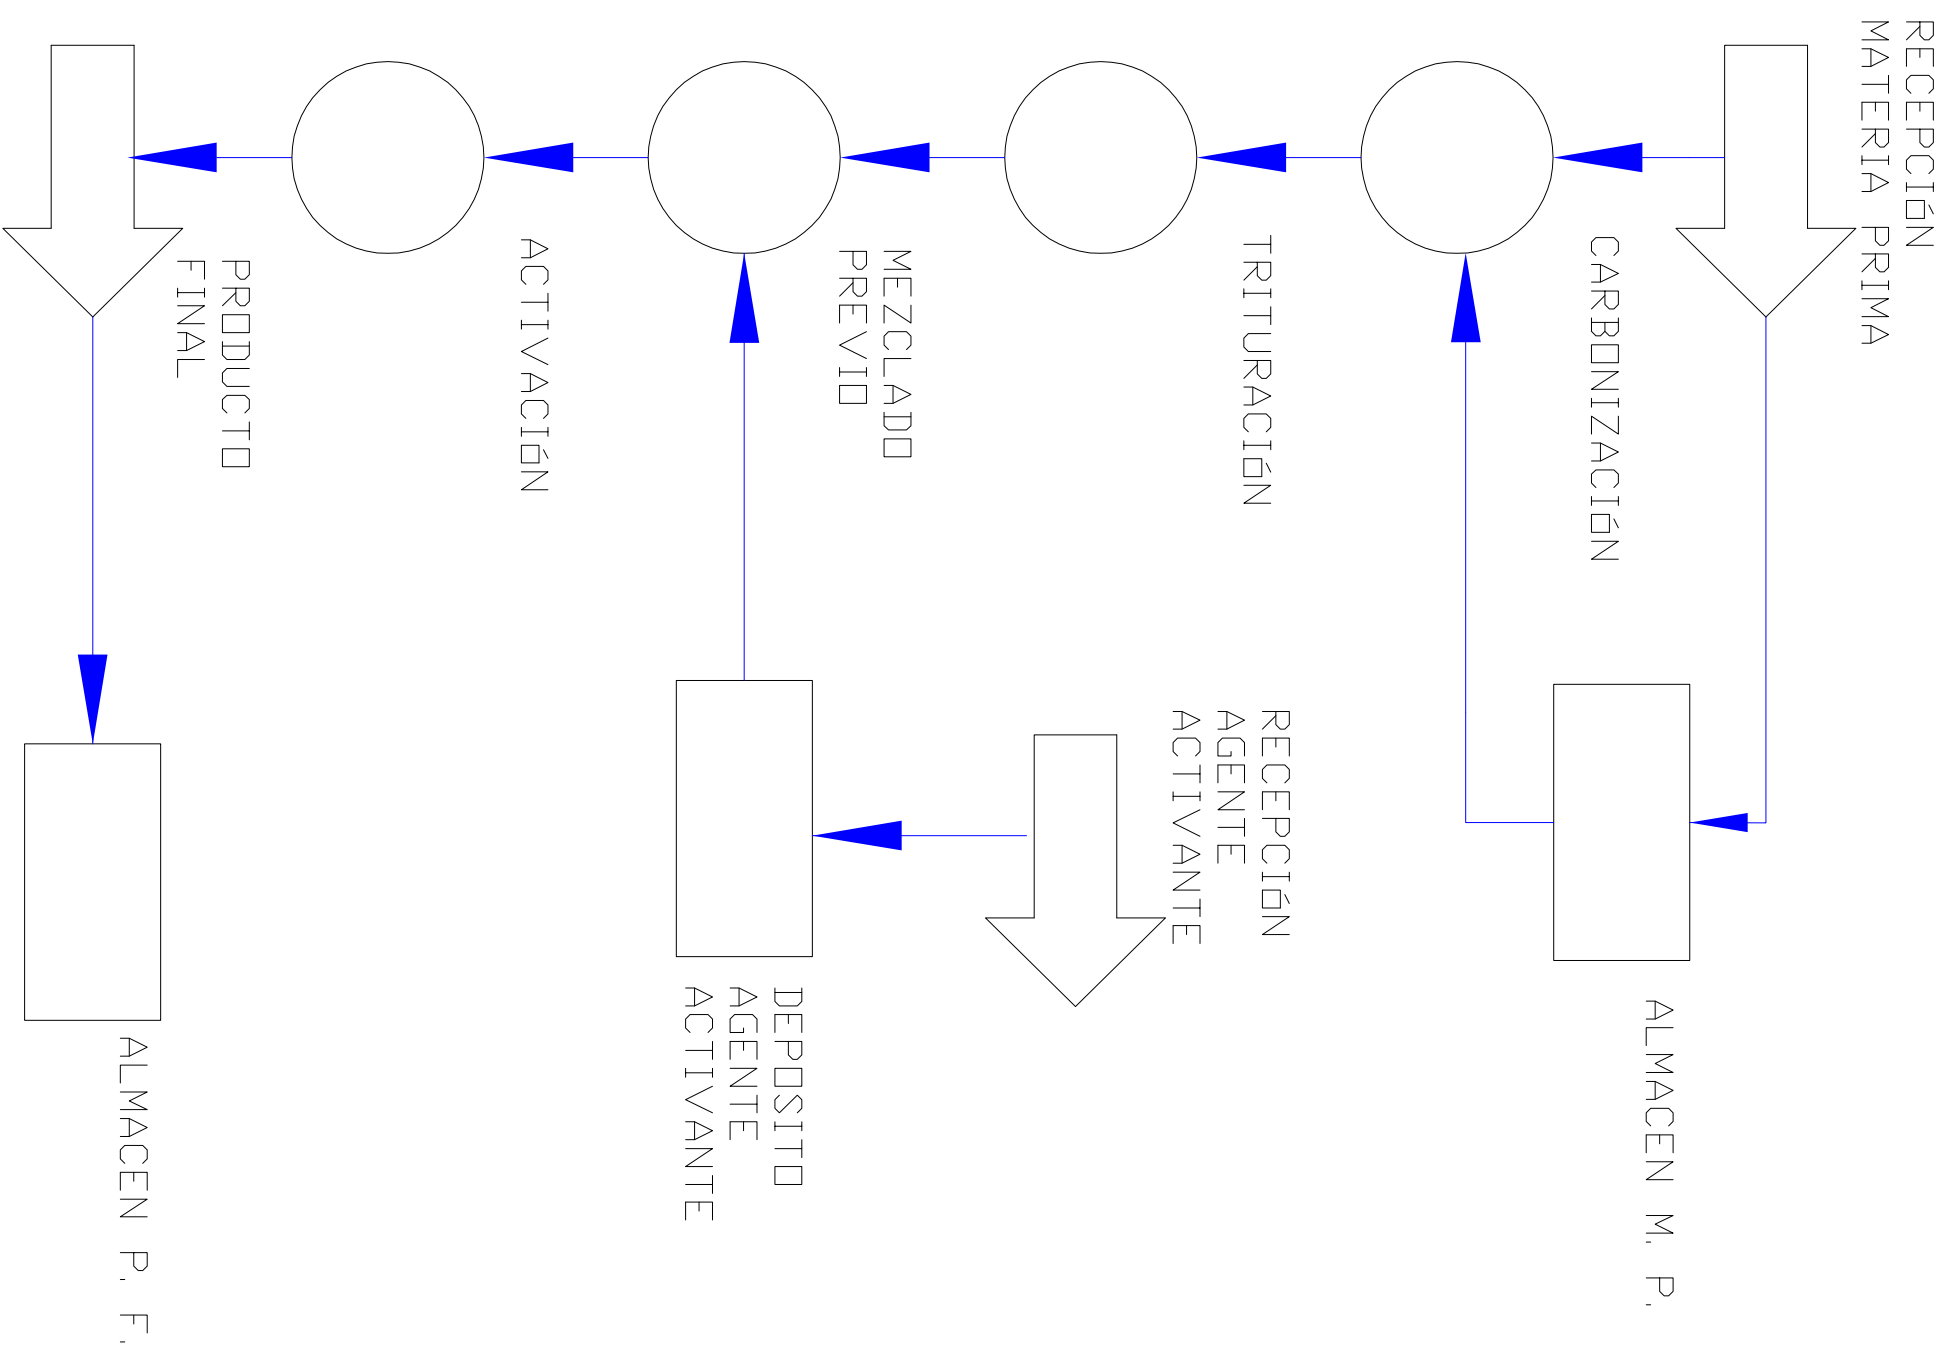 RECEPCIÓN
MATERIA PRIMA
CARBONIZACIÓN
TRITURACIÓN
MEZCLADO
PREVIO
ACTIVACIÓN
PRODUCTO
FINAL
ALMACEN M. P.
RECEPCIÓN
AGENTE
ACTIVANTE
DEPOSITO
AGENTE
ACTIVANTE
ALMACEN P. F.